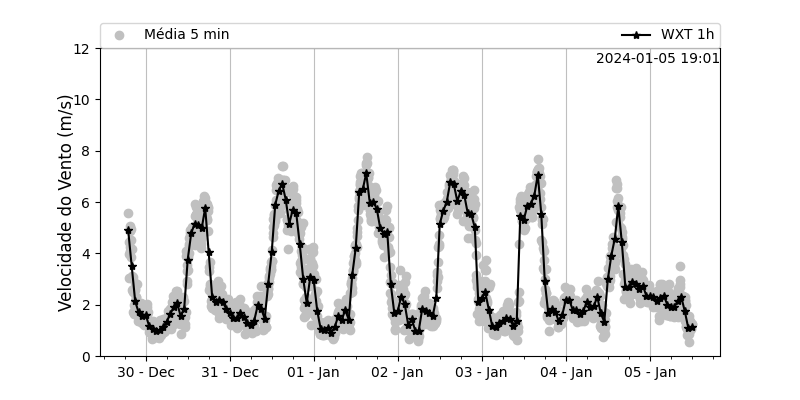 Média 5 min
WXT 1h
2024-01-05 19:01
Velocidade do Vento (m/s)
12
10
8
6
4
2
0
30 - Dec
31 - Dec
01 - Jan
02 - Jan
03 - Jan
04 - Jan
05 - Jan